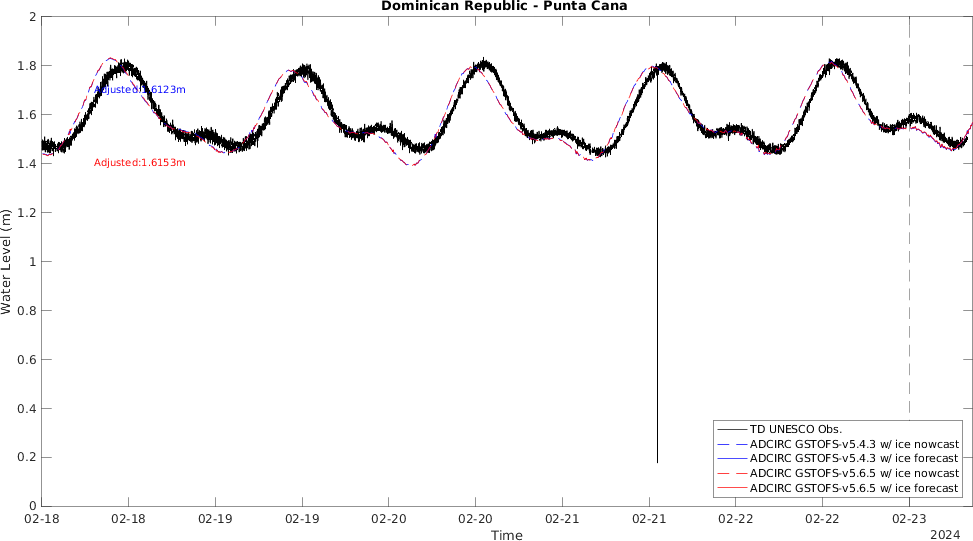 Dominican Republic - Punta Cana
2
1.8
1.6
1.4
1.2
1
0.8
0.6
0.4
0.2
0
Water Level (m)
Adjusted:1.6123m
Adjusted:1.6153m
TD UNESCO Obs.
ADCIRC GSTOFS-v5.4.3 w/ ice nowcast
ADCIRC GSTOFS-v5.4.3 w/ ice forecast
ADCIRC GSTOFS-v5.6.5 w/ ice nowcast
ADCIRC GSTOFS-v5.6.5 w/ ice forecast
02-18 02-18 02-19 02-19 02-20 02-20 02-21 02-21 02-22 02-22 02-23
Time
2024